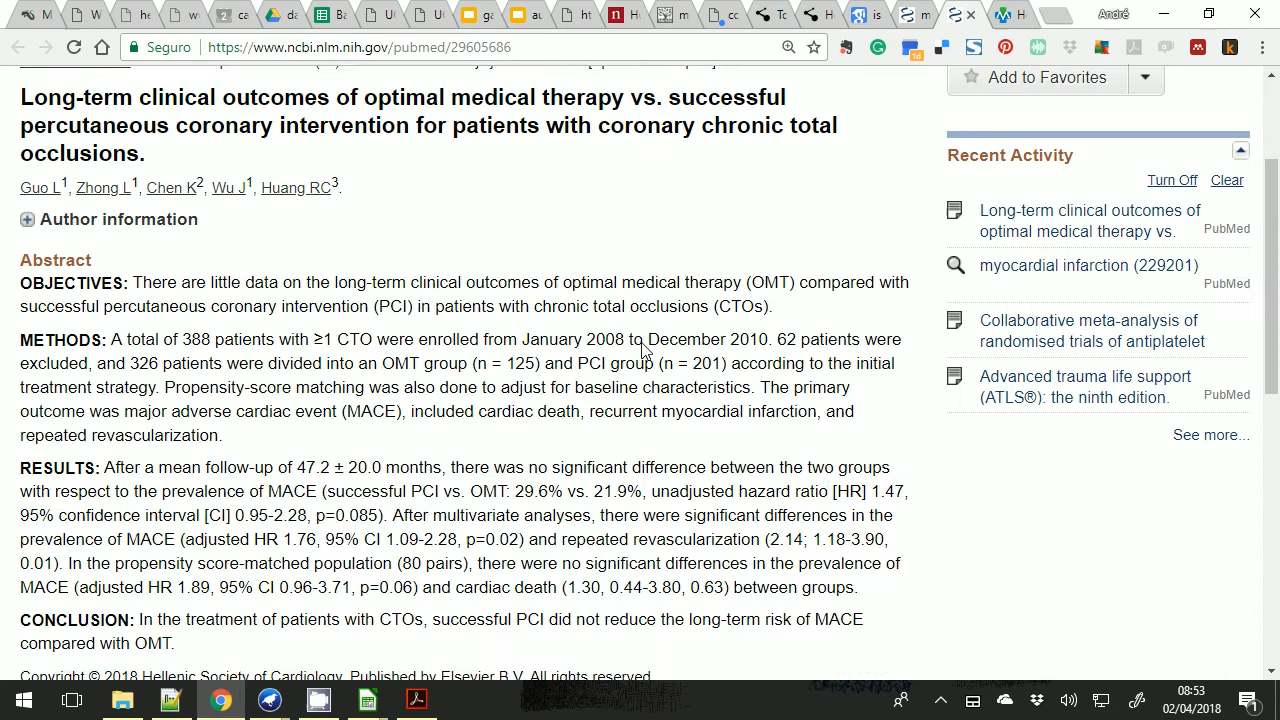 M
W
he
w
ca
da
Ba
U
U
ga
au
ht
H
m
cc
To
H
is
m
H
André
Seguro
https://www.ncbi.nlm.nih.gov/pubmed/29605686
1d
Add to Favorites
Long-term clinical outcomes of optimal medical therapy vs. successful
percutaneous coronary intervention for patients with coronary chronic total
occlusions.
Guo L1, Zhong L1, Chen K2, Wu J1, Huang RC3.
Author information
Abstract
OBJECTIVES: There are little data on the long-term clinical outcomes of optimal medical therapy (OMT) compared with
successful percutaneous coronary intervention (PCI) in patients with chronic total occlusions (CTOs).
METHODS: A total of 388 patients with ≥1 CTO were enrolled from January 2008 to December 2010. 62 patients were
excluded, and 326 patients were divided into an OMT group (n = 125) and PCI group (n = 201) according to the initial
treatment strategy. Propensity-score matching was also done to adjust for baseline characteristics. The primary
outcome was major adverse cardiac event (MACE), included cardiac death, recurrent myocardial infarction, and
repeated revascularization.
RESULTS: After a mean follow-up of 47.2 ± 20.0 months, there was no significant difference between the two groups
with respect to the prevalence of MACE (successful PCI vs. OMT: 29.6% vs. 21.9%, unadjusted hazard ratio [HR] 1.47,
95% confidence interval [CI] 0.95-2.28, p=0.085). After multivariate analyses, there were significant differences in the
prevalence of MACE (adjusted HR 1.76, 95% CI 1.09-2.28, p=0.02) and repeated revascularization (2.14; 1.18-3.90,
0.01). In the propensity score-matched population (80 pairs), there were no significant differences in the prevalence of
MACE (adjusted HR 1.89, 95% CI 0.96-3.71, p=0.06) and cardiac death (1.30, 0.44-3.80, 0.63) between groups.
CONCLUSION: In the treatment of patients with CTOs, successful PCI did not reduce the long-term risk of MACE
compared with OMT.
Copyright © 2018 Hellenic Society of Cardiology. Published by Elsevier B.V. All rights reserved.
Recent Activity
Turn Off Clear
Long-term clinical outcomes of
optimal medical therapy vs.
PubMed
myocardial infarction (229201)
PubMed
Collaborative meta-analysis of
randomised trials of antiplatelet
Advanced trauma life support
(ATLS®): the ninth edition.
PubMed
See more...
08:53
02/04/2018
1